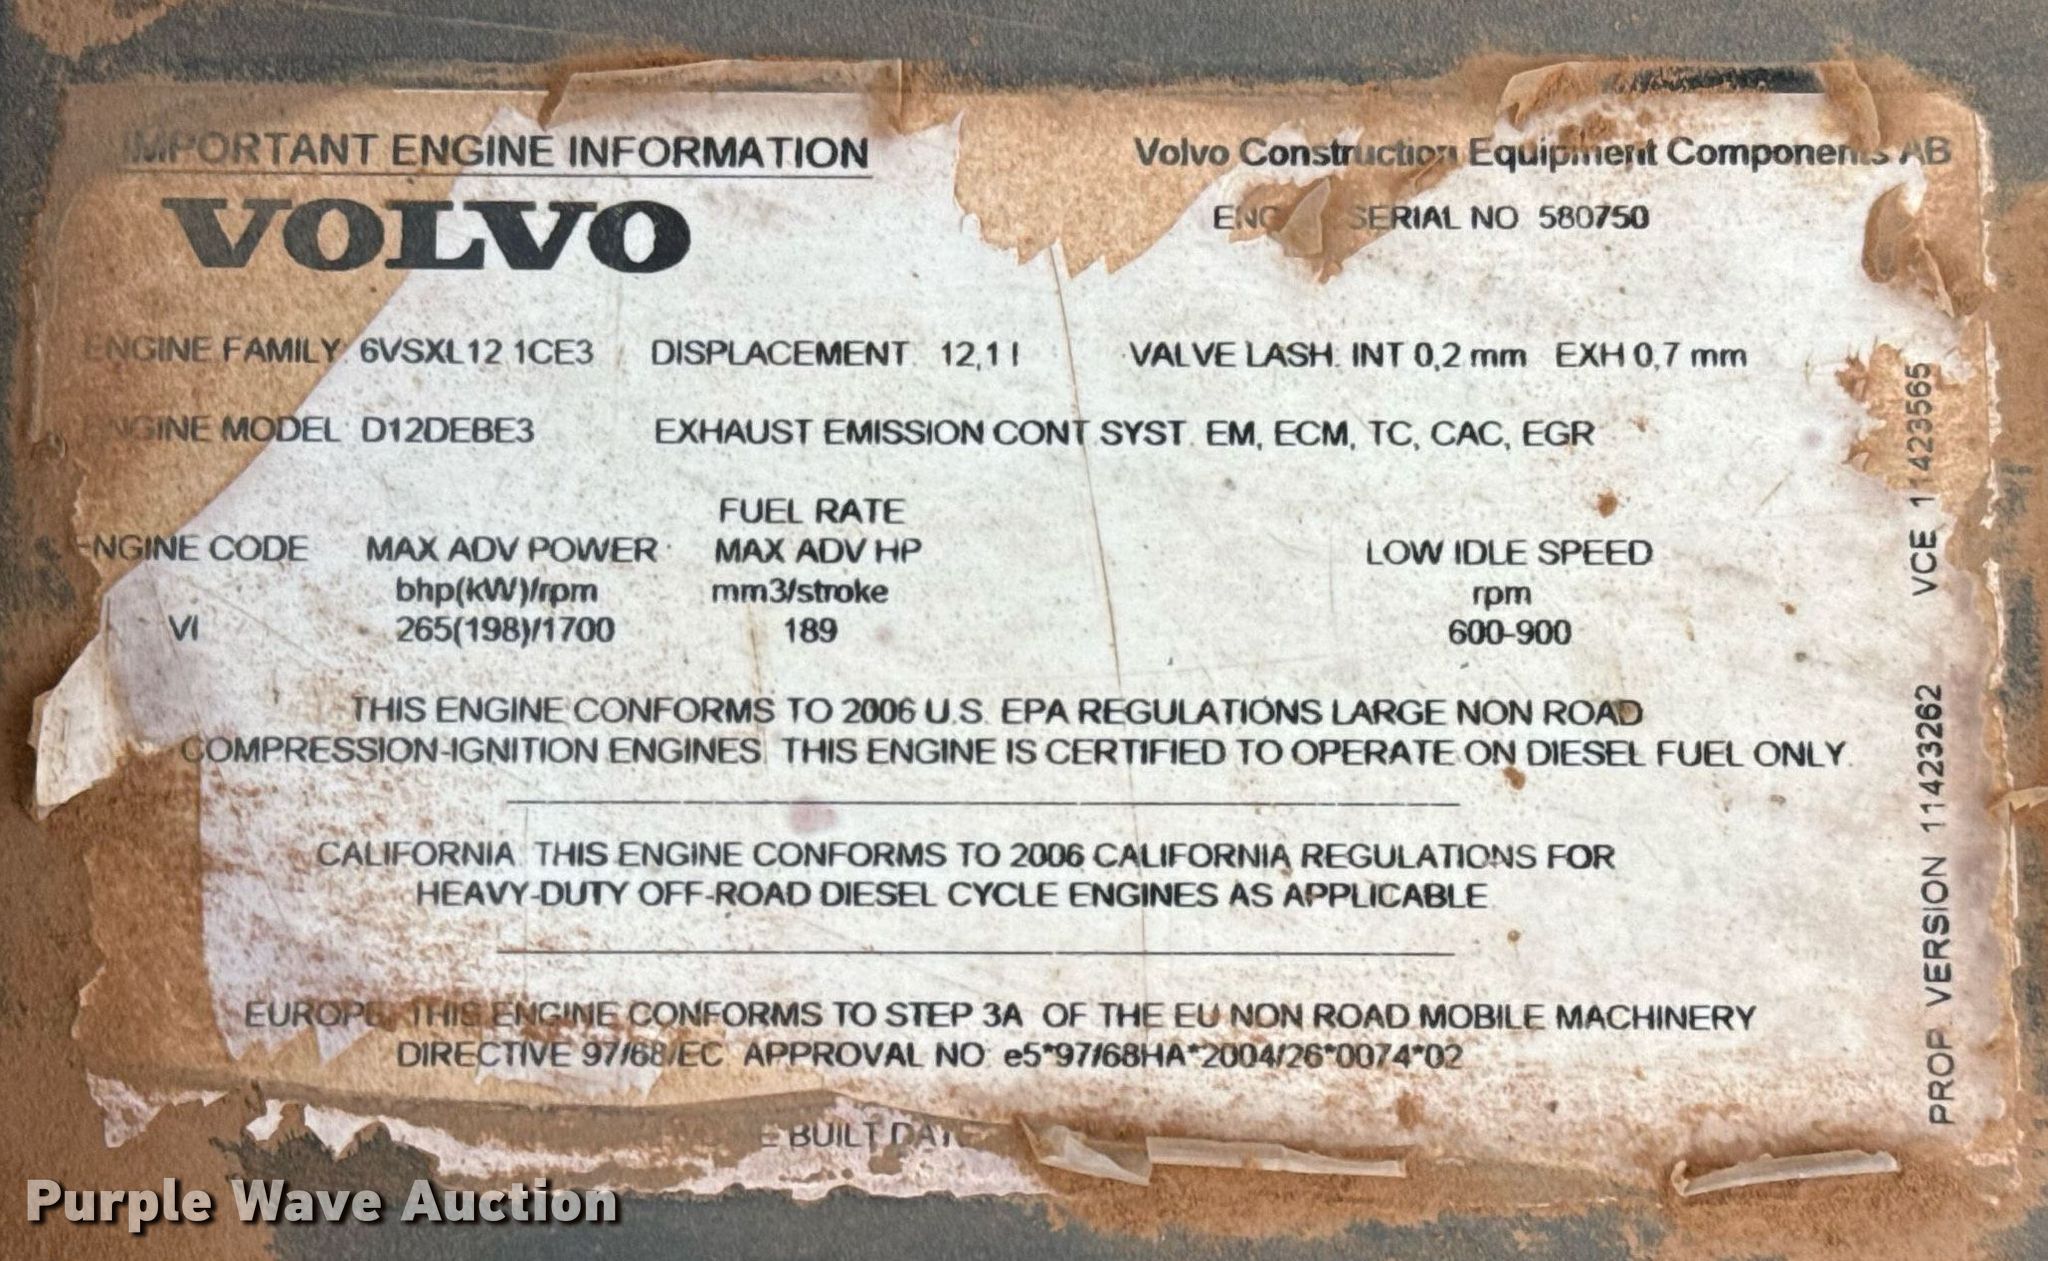 IMPORTANT ENGINE INFORMATION
Volvo Construction Equipment Components AB
VOLVO
SERIAL NO 580750
ENGINE FAMILY: 6VSXL12 1CE3 DISPLACEMENT 12,1 l VALVE LASH. INT 0,2 mm EXH 0,7 mm
ENGINE MODEL: D12DEBE3 EXHAUST EMISSION CONT SYST EM, ECM, TC, CAC, EGR
FUEL RATE
ENGINE CODE MAX ADV POWER MAX ADV HP LOW IDLE SPEED
bhp(kW)/rpm mm3/stroke rpm
VI 265(198)/1700 189 600-900
THIS ENGINE CONFORMS TO 2006 U.S. EPA REGULATIONS LARGE NON ROAD
COMPRESSION-IGNITION ENGINES. THIS ENGINE IS CERTIFIED TO OPERATE ON DIESEL FUEL ONLY.
CALIFORNIA THIS ENGINE CONFORMS TO 2006 CALIFORNIA REGULATIONS FOR
HEAVY-DUTY OFF-ROAD DIESEL CYCLE ENGINES AS APPLICABLE
EUROPE THIS ENGINE CONFORMS TO STEP 3A OF THE EU NON ROAD MOBILE MACHINERY
DIRECTIVE 97/68/EC APPROVAL NO e5*97/68HA*2004/26*0074*02
BUILT DATE
PROP VERSION 11423262 VCE 11423565
Purple Wave Auction